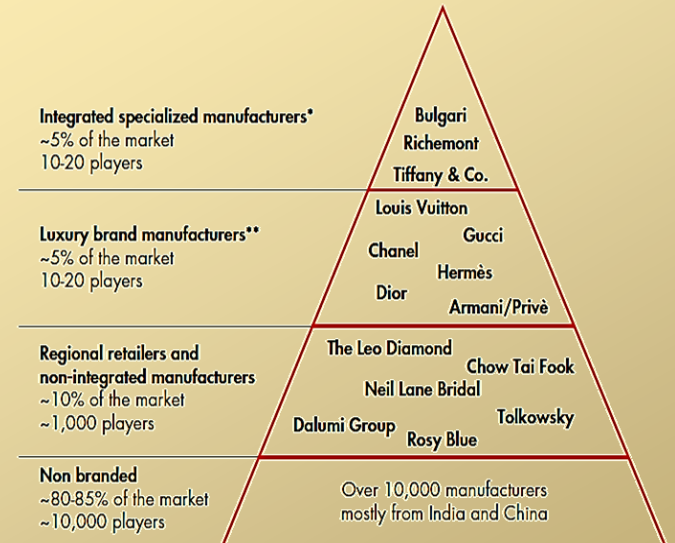 Integrated specialized manufacturers*
~5% of the market
10-20 players
Bulgari
Richemont
Tiffany & Co.
Luxury brand manufacturers**
~5% of the market
10-20 players
Louis Vuitton
Gucci
Chanel
Hermès
Dior
Armani/Privè
Regional retailers and
non-integrated manufacturers
~10% of the market
~1,000 players
The Leo Diamond
Chow Tai Fook
Neil Lane Bridal
Tolkowsky
Dalumi Group
Rosy Blue
Non branded
~80-85% of the market
~10,000 players
Over 10,000 manufacturers
mostly from India and China